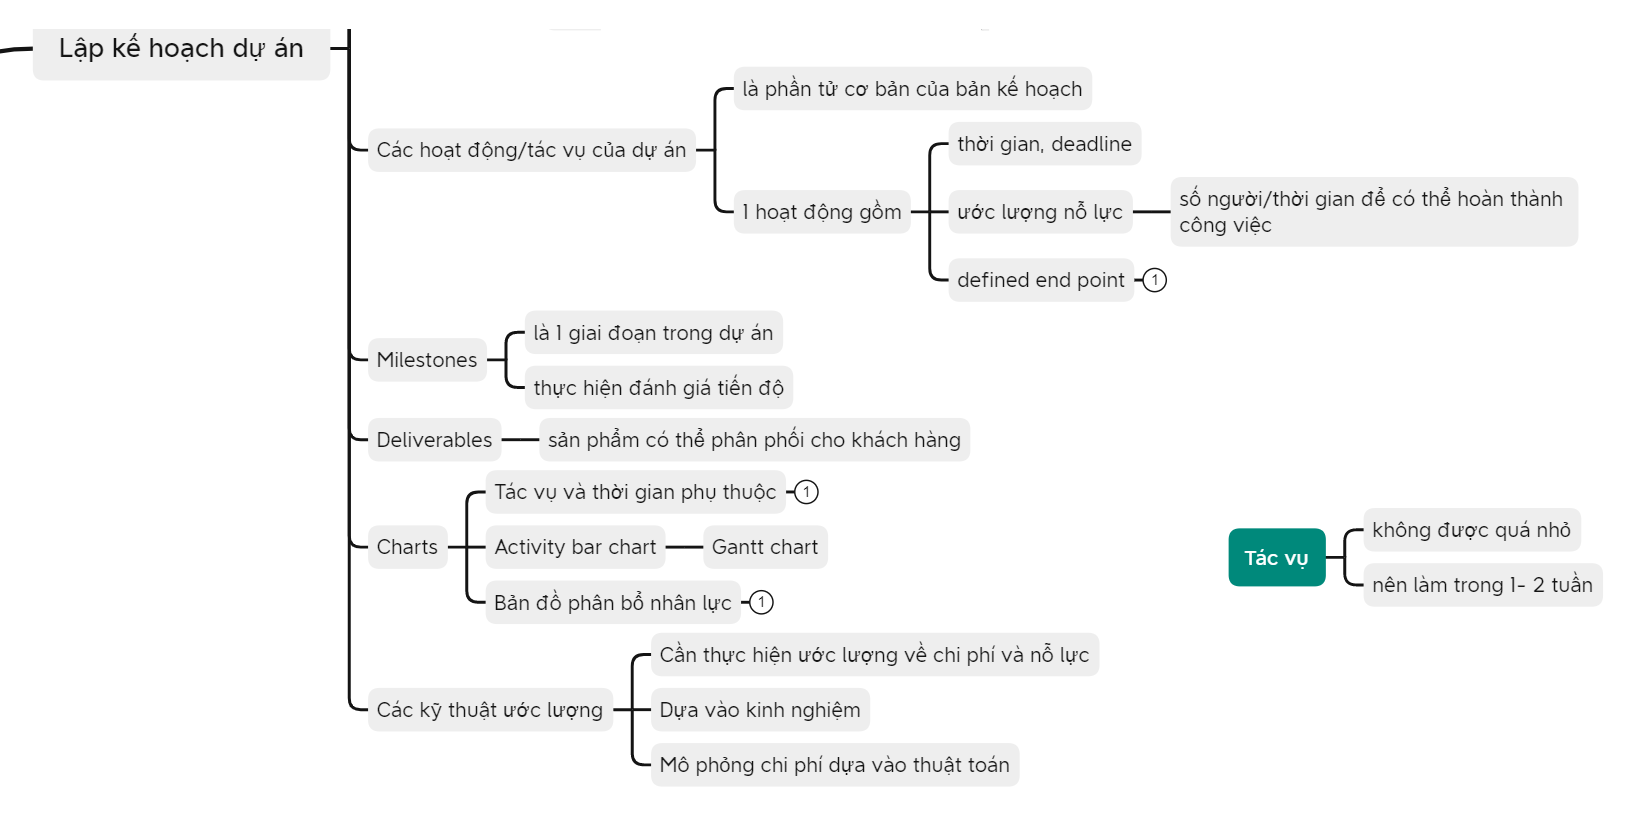 Lập kế hoạch dự án
Các hoạt động/tác vụ của dự án
là phần tử cơ bản của bản kế hoạch
1 hoạt động gồm
thời gian, deadline
ước lượng nỗ lực
số người/thời gian để có thể hoàn thành
công việc
defined end point
1
Milestones
là 1 giai đoạn trong dự án
thực hiện đánh giá tiến độ
Deliverables
sản phẩm có thể phân phối cho khách hàng
Charts
Tác vụ và thời gian phụ thuộc
1
Activity bar chart
Gantt chart
Bản đồ phân bổ nhân lực
1
Các kỹ thuật ước lượng
Cần thực hiện ước lượng về chi phí và nỗ lực
Dựa vào kinh nghiệm
Mô phỏng chi phí dựa vào thuật toán
Tác vụ
không được quá nhỏ
nên làm trong 1- 2 tuần